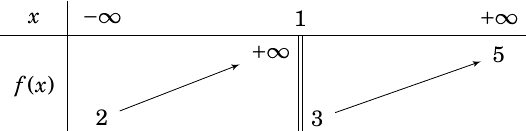 x −∞ 1 +∞
+∞ 5
f(x)
2 3